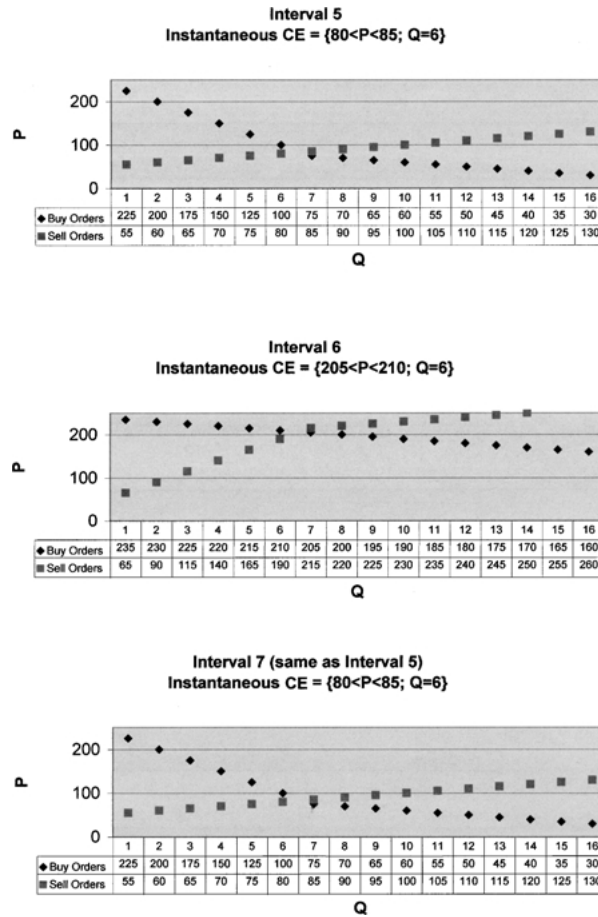 Interval 5
Instantaneous CE = {80<P<85; Q=6}
P
200
100
0
1 2 3 4 5 6 7 8 9 10 11 12 13 14 15 16
Buy Orders 225 200 175 150 125 100 75 70 65 60 55 50 45 40 35 30
Sell Orders 55 60 65 70 75 80 85 90 95 100 105 110 115 120 125 130
Q
Interval 6
Instantaneous CE = {205<P<210; Q=6}
P
200
100
0
1 2 3 4 5 6 7 8 9 10 11 12 13 14 15 16
Buy Orders 235 230 225 220 215 210 205 200 195 190 185 180 175 170 165 160
Sell Orders 65 90 115 140 165 190 215 220 225 230 235 240 245 250 255 260
Q
Interval 7 (same as Interval 5)
Instantaneous CE = {80<P<85; Q=6}
P
200
100
0
1 2 3 4 5 6 7 8 9 10 11 12 13 14 15 16
Buy Orders 225 200 175 150 125 100 75 70 65 60 55 50 45 40 35 30
Sell Orders 55 60 65 70 75 80 85 90 95 100 105 110 115 120 125 130
Q